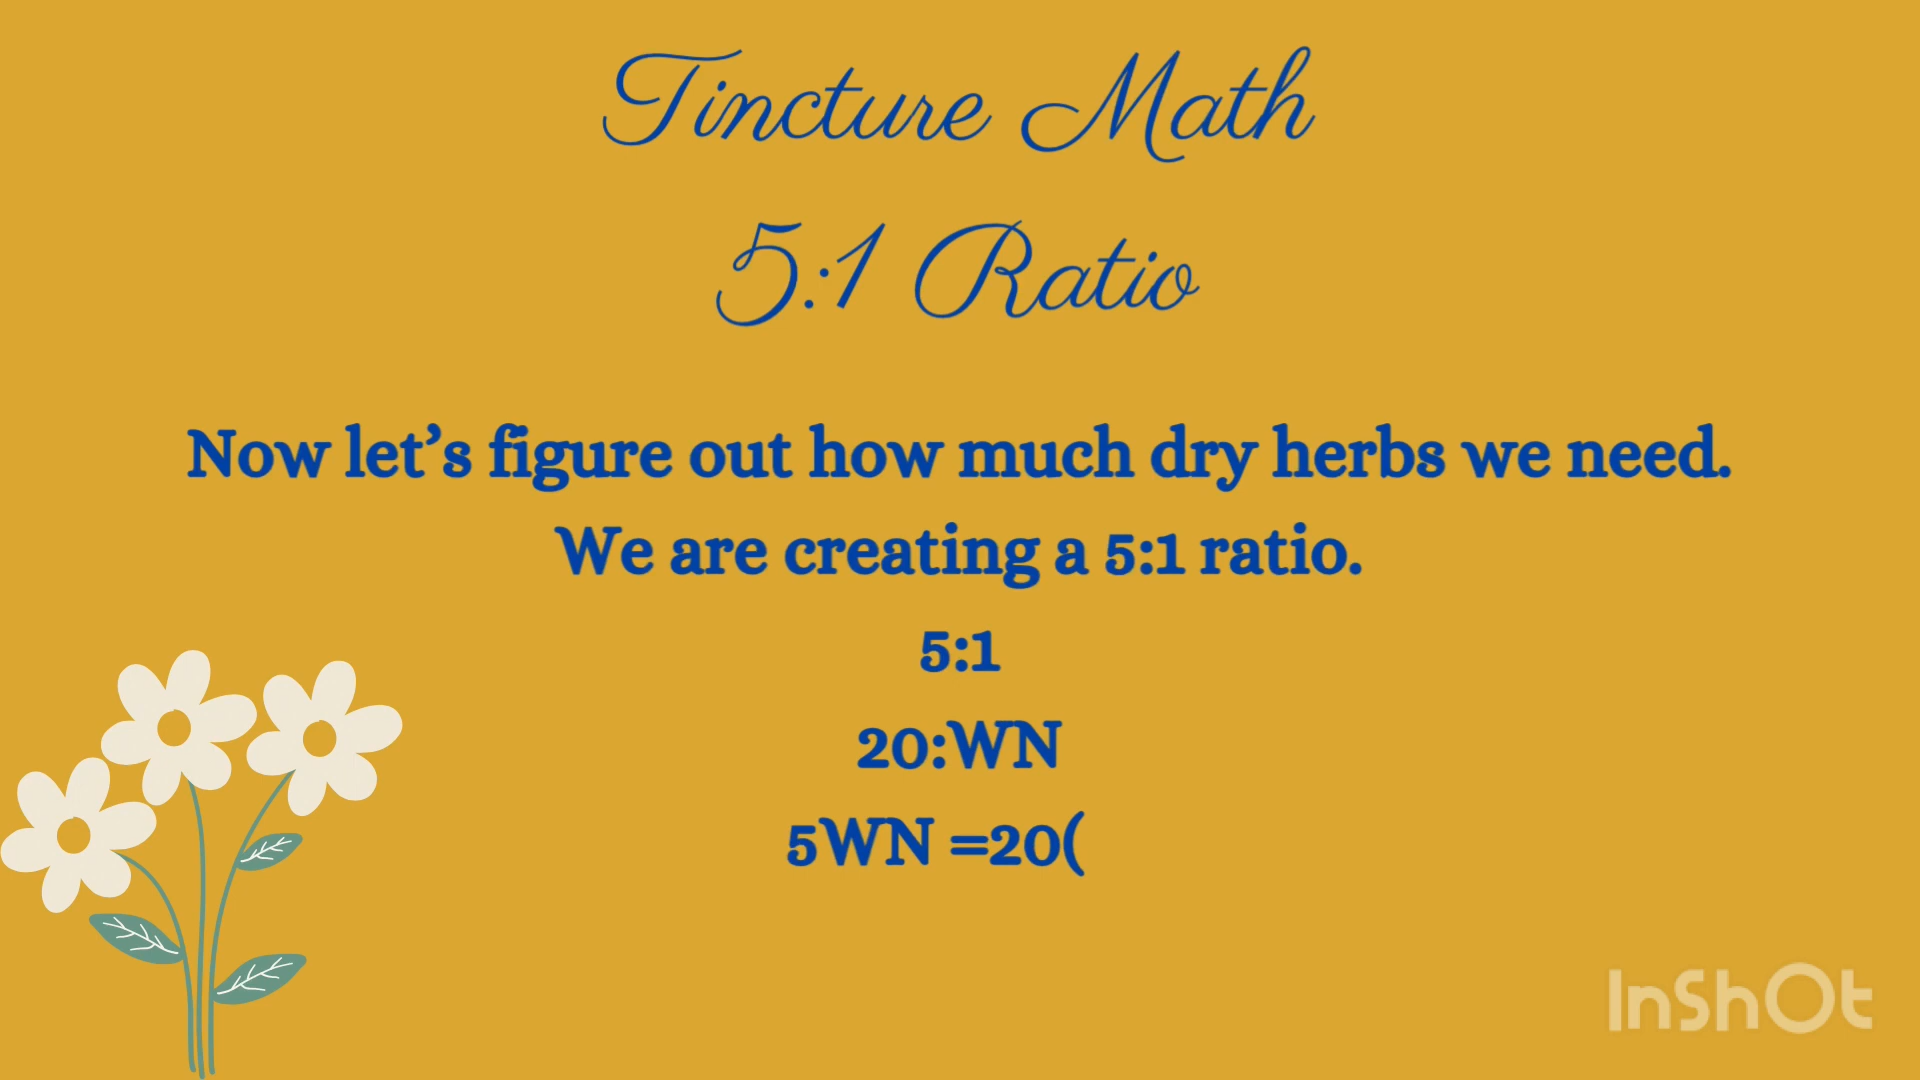 Tincture Math
5:1 Ratio
Now let’s figure out how much dry herbs we need.
We are creating a 5:1 ratio.
5:1
20:WN
5WN =20(
InShOt